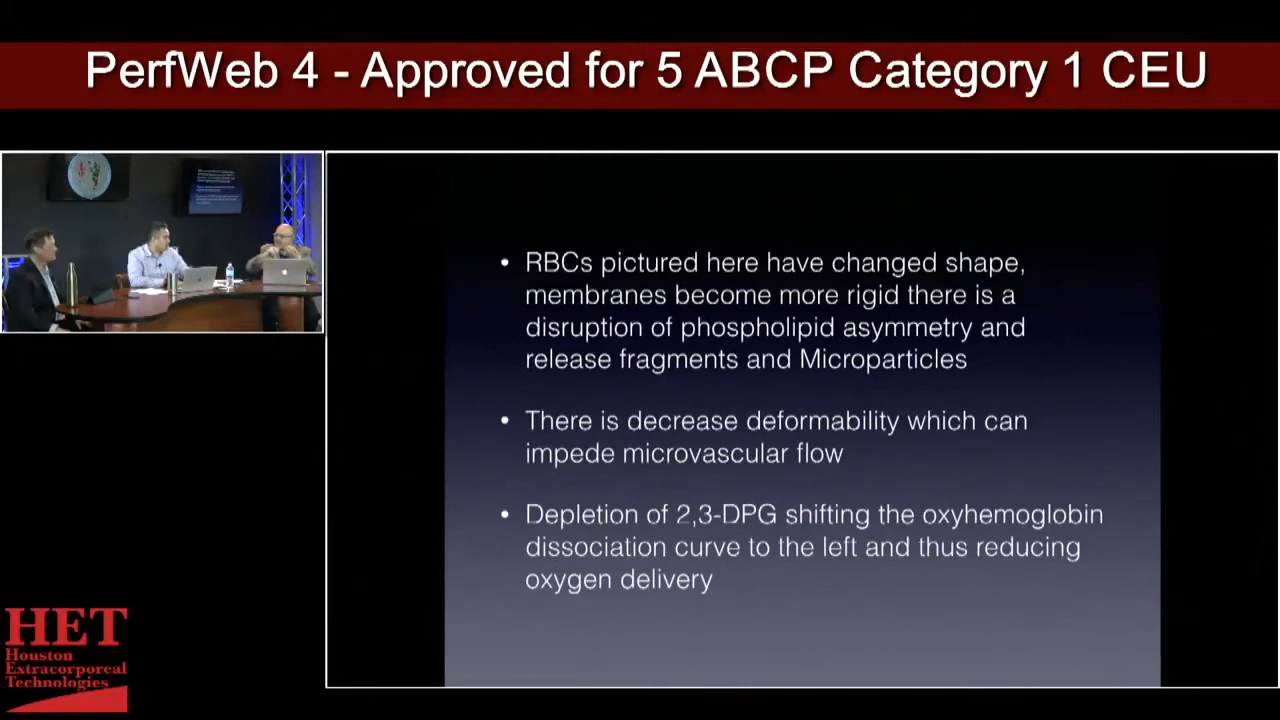 PerfWeb 4 - Approved for 5 ABCP Category 1 CEU
• RBCs pictured here have changed shape,
membranes become more rigid there is a
disruption of phospholipid asymmetry and
release fragments and Microparticles
• There is decrease deformability which can
impede microvascular flow
• Depletion of 2,3-DPG shifting the oxyhemoglobin
dissociation curve to the left and thus reducing
oxygen delivery
HET
Houston
Extracorporeal
Technologies